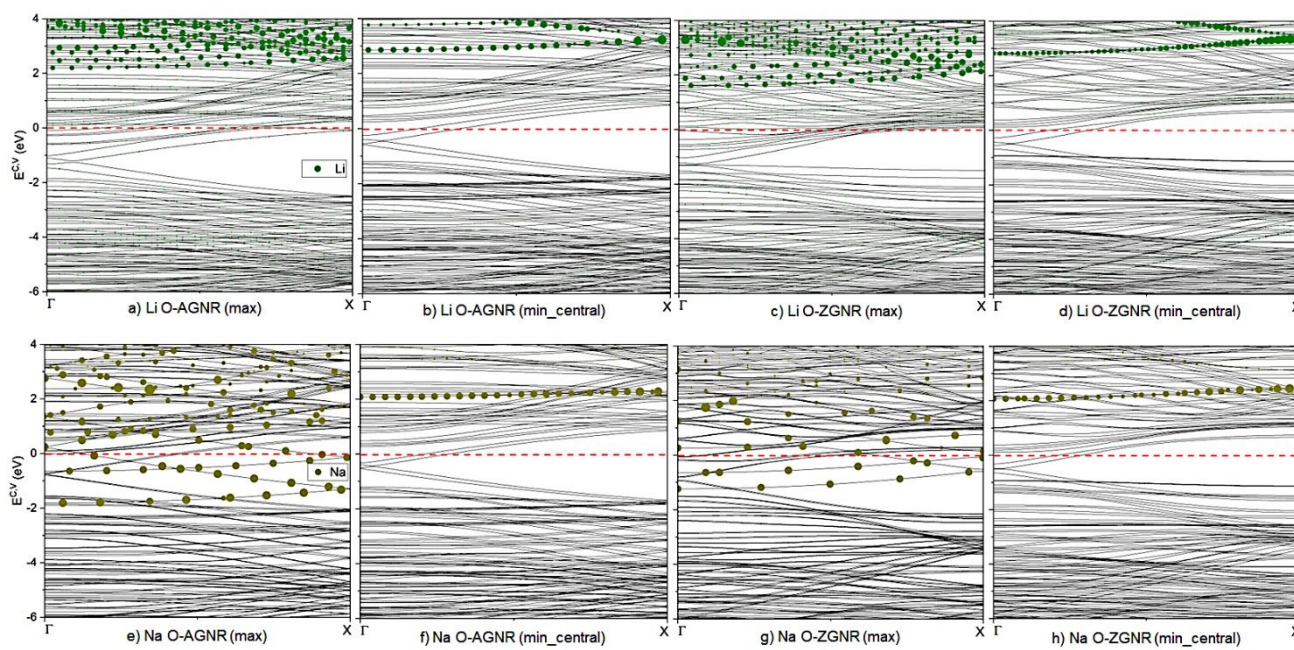 4
2
0
-2
-4
-6
E^C,V (eV)
Li
Γ
X
a) Li O-AGNR (max)
Γ
X
b) Li O-AGNR (min_central)
Γ
X
c) Li O-ZGNR (max)
Γ
X
d) Li O-ZGNR (min_central)
4
2
0
-2
-4
-6
E^C,V (eV)
Na
Γ
X
e) Na O-AGNR (max)
Γ
X
f) Na O-AGNR (min_central)
Γ
X
g) Na O-ZGNR (max)
Γ
X
h) Na O-ZGNR (min_central)